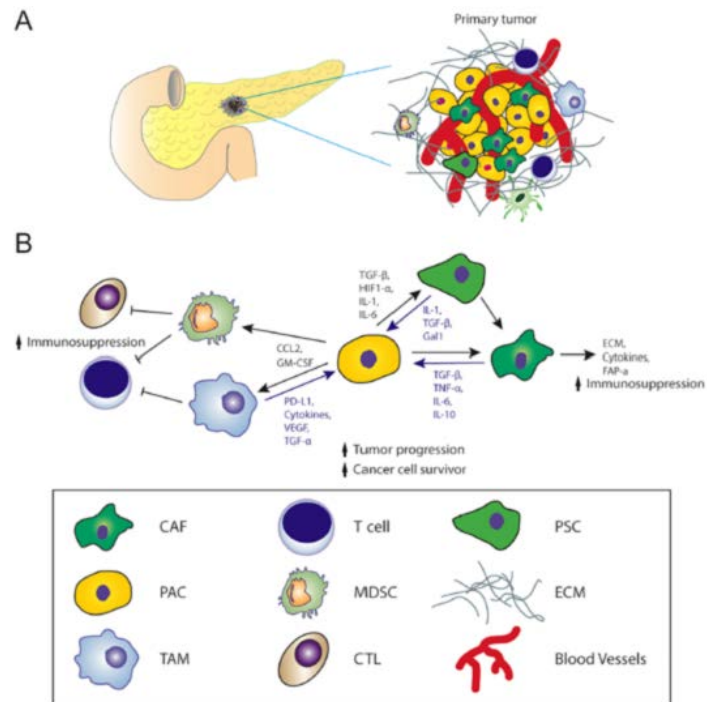 A
Primary tumor
B
TGF-β,
HIF1-α,
IL-1,
IL-6
IL-1,
TGF-β,
Gal1
Immunosuppression
CCL2,
GM-CSF
ECM,
Cytokines,
FAP-a
Immunosuppression
PD-L1,
Cytokines,
VEGF,
TGF-α
TGF-β,
TNF-α,
IL-6,
IL-10
Tumor progression
Cancer cell survivor
CAF
T cell
PSC
PAC
MDSC
ECM
TAM
CTL
Blood Vessels